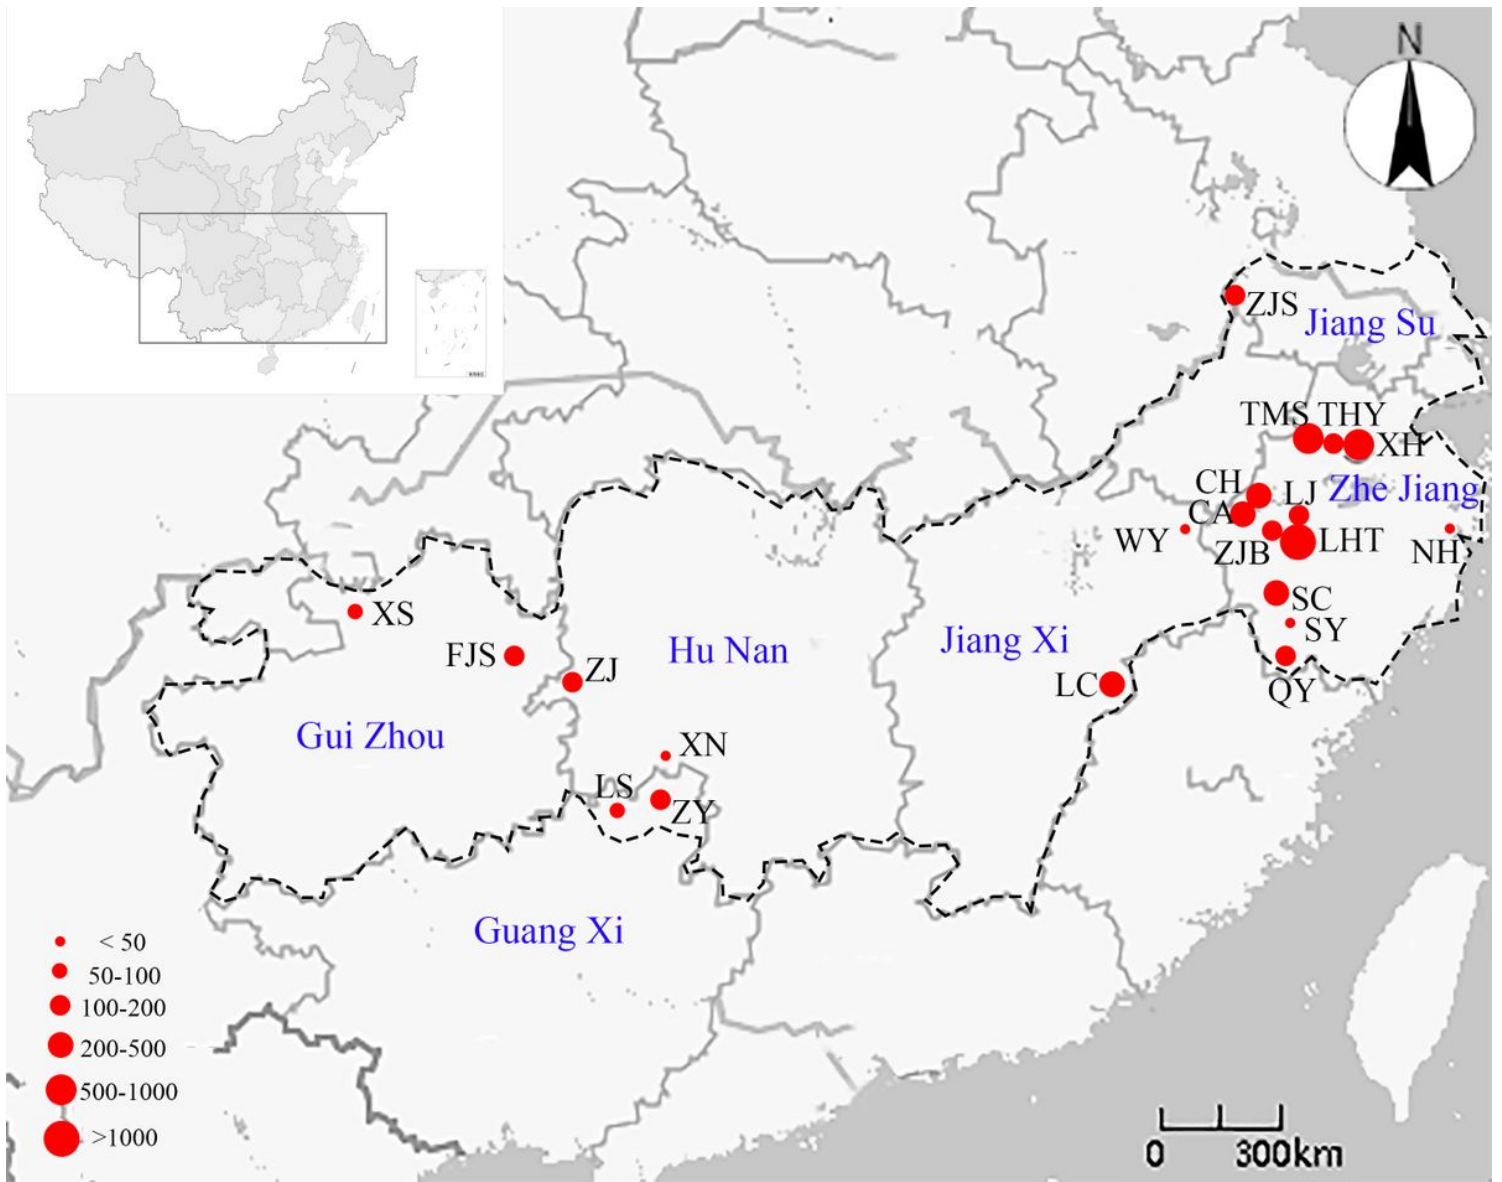 N
ZJS
Jiang Su
TMS THY
XH
CH
LJ
Zhe Jiang
CA
WY
ZJB
LHT
NH
XS
SC
SY
FJS
ZJ
Hu Nan
Jiang Xi
LC
QY
Gui Zhou
XN
LS
ZY
Guang Xi
< 50
50-100
100-200
200-500
500-1000
>1000
0 300km